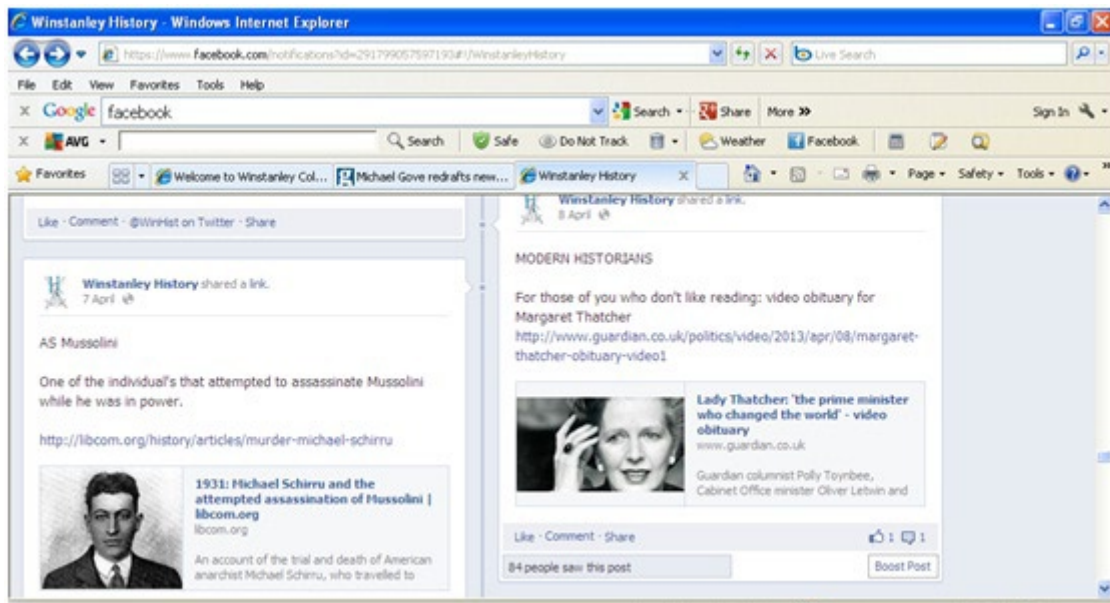 Winstanley History - Windows Internet Explorer
https://www.facebook.com/notifications?id=291799057597193#!/WinstanleyHistory
Live Search
File Edit View Favorites Tools Help
x Google facebook Search Share More » Sign In
x AVG Search Safe Do Not Track Weather Facebook
Favorites Welcome to Winstanley Col... Michael Gove redrafts new... Winstanley History x Page Safety Tools
Like · Comment · @WinHist on Twitter · Share
Winstanley History shared a link.
7 April
AS Mussolini
One of the individual's that attempted to assassinate Mussolini
while he was in power.
http://libcom.org/history/articles/murder-michael-schirru
1931: Michael Schirru and the
attempted assassination of Mussolini |
libcom.org
libcom.org
An account of the trial and death of American
anarchist Michael Schirru, who travelled to
Winstanley History shared a link.
8 April
MODERN HISTORIANS
For those of you who don't like reading: video obituary for
Margaret Thatcher
http://www.guardian.co.uk/politics/video/2013/apr/08/margaret-
thatcher-obituary-video1
Lady Thatcher: 'the prime minister
who changed the world' - video
obituary
www.guardian.co.uk
Guardian columnist Polly Toynbee,
Cabinet Office minister Oliver Letwin and
Like · Comment · Share 1 1
84 people saw this post Boost Post